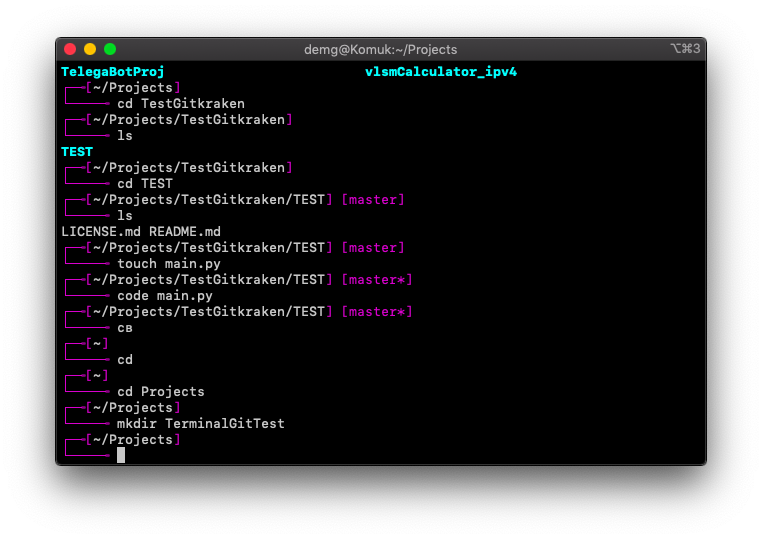 demg@Komuk:~/Projects ⌥⌘3
TelegaBotProj vlsmCalculator_ipv4
[~/Projects]
cd TestGitkraken
[~/Projects/TestGitkraken]
ls
TEST
[~/Projects/TestGitkraken]
cd TEST
[~/Projects/TestGitkraken/TEST] [master]
ls
LICENSE.md README.md
[~/Projects/TestGitkraken/TEST] [master]
touch main.py
[~/Projects/TestGitkraken/TEST] [master*]
code main.py
[~/Projects/TestGitkraken/TEST] [master*]
св
[~]
cd
[~]
cd Projects
[~/Projects]
mkdir TerminalGitTest
[~/Projects]